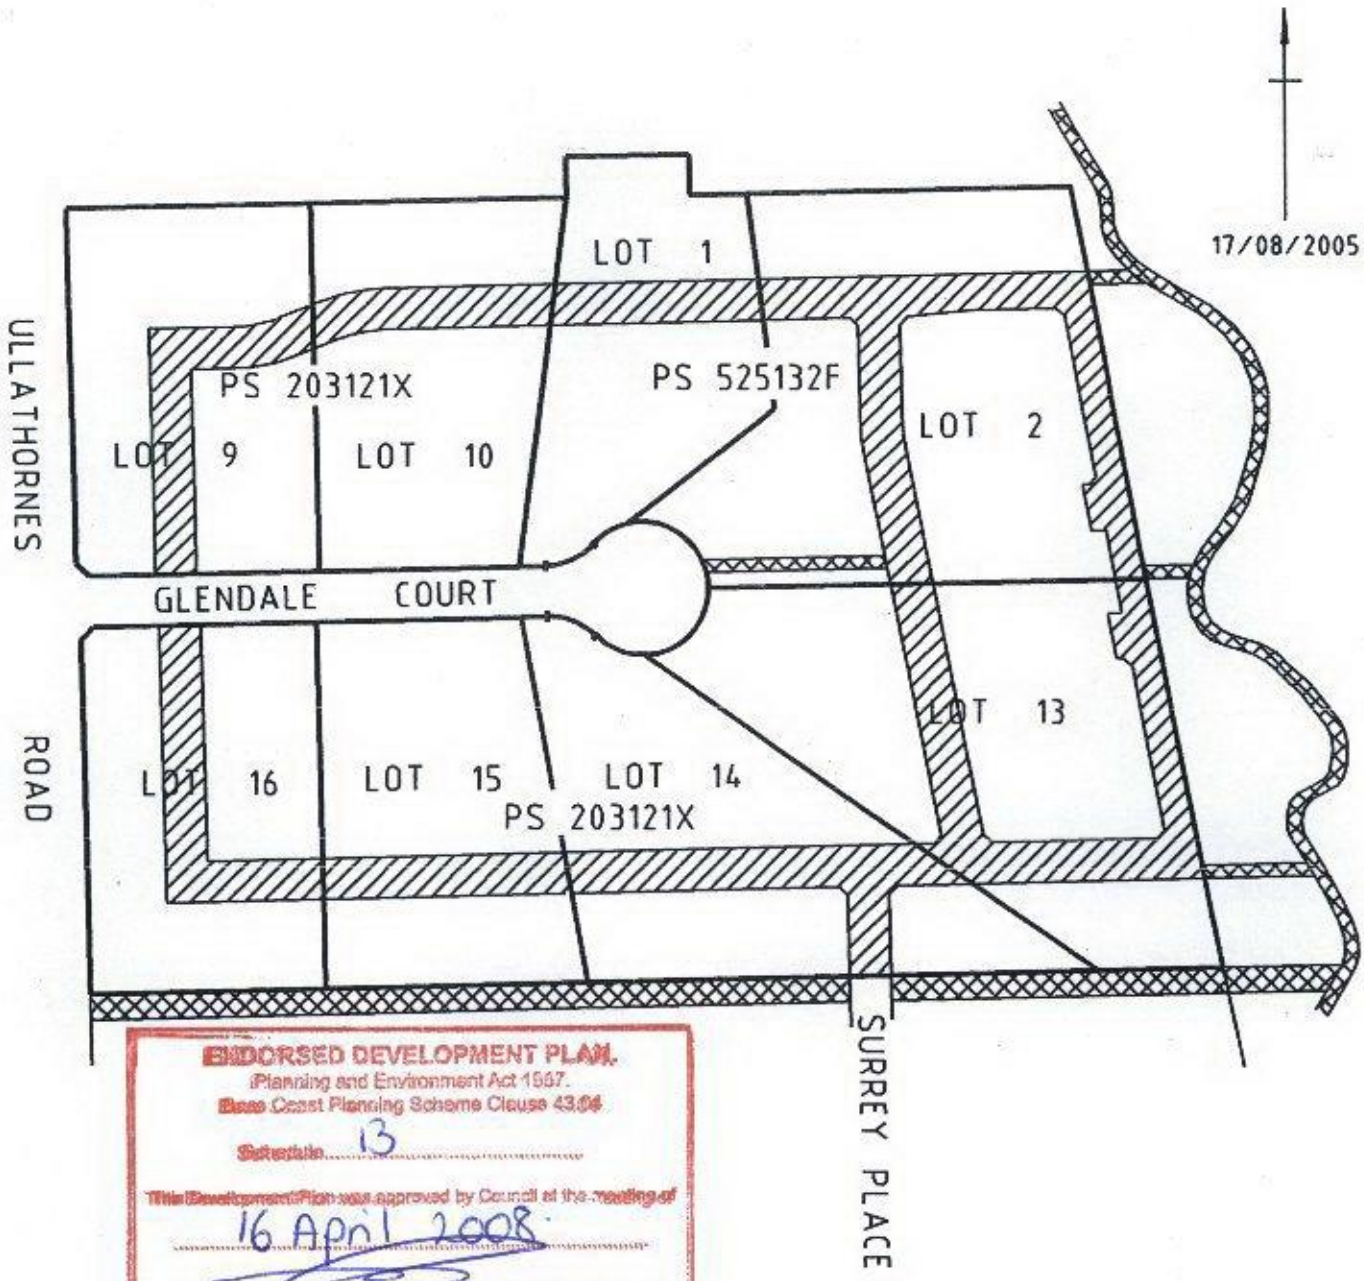 17/08/2005
LOT 1
PS 203121X
PS 525132F
LOT 9
LOT 10
LOT 2
ULLATHORNES
ROAD
GLENDALE COURT
LOT 13
LOT 16
LOT 15
LOT 14
PS 203121X
SURREY PLACE
ENDORSED DEVELOPMENT PLAN.
Planning and Environment Act 1987.
Bass Coast Planning Scheme Clause 43.04
Schedule 13
This Development Plan was approved by Council at the meeting of
16 April 2008